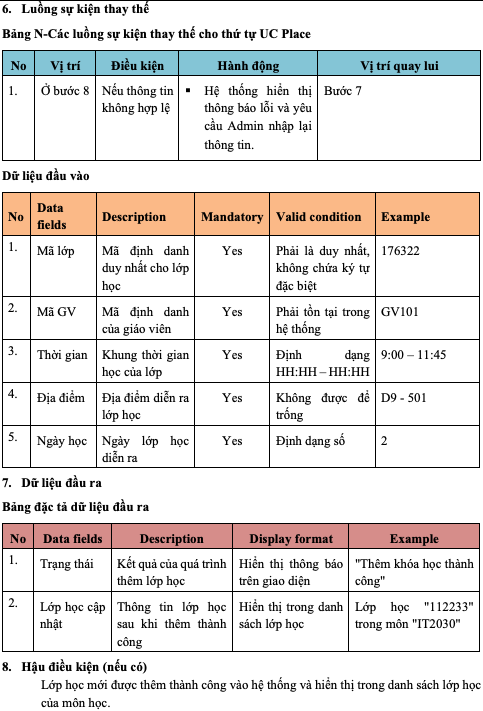 6. Luồng sự kiện thay thế
Bảng N-Các luồng sự kiện thay thế cho thứ tự UC Place
No Vị trí Điều kiện Hành động Vị trí quay lui
1. Ở bước 8 Nếu thông tin ▪ Hệ thống hiển thị Bước 7
không hợp lệ thông báo lỗi và yêu
cầu Admin nhập lại
thông tin.
Dữ liệu đầu vào
No Data fields Description Mandatory Valid condition Example
1. Mã lớp Mã định danh Yes Phải là duy nhất, 176322
duy nhất cho lớp không chứa ký tự
học đặc biệt
2. Mã GV Mã định danh Yes Phải tồn tại trong GV101
của giáo viên hệ thống
3. Thời gian Khung thời gian Yes Định dạng 9:00 – 11:45
học của lớp HH:HH – HH:HH
4. Địa điểm Địa điểm diễn ra Yes Không được để D9 - 501
lớp học trống
5. Ngày học Ngày lớp học Yes Định dạng số 2
diễn ra
7. Dữ liệu đầu ra
Bảng đặc tả dữ liệu đầu ra
No Data fields Description Display format Example
1. Trạng thái Kết quả của quá trình Hiển thị thông báo "Thêm khóa học thành
thêm lớp học trên giao diện công"
2. Lớp học cập Thông tin lớp học Hiển thị trong danh Lớp học "112233"
nhật sau khi thêm thành sách lớp học trong môn "IT2030"
công
8. Hậu điều kiện (nếu có)
Lớp học mới được thêm thành công vào hệ thống và hiển thị trong danh sách lớp học
của môn học.